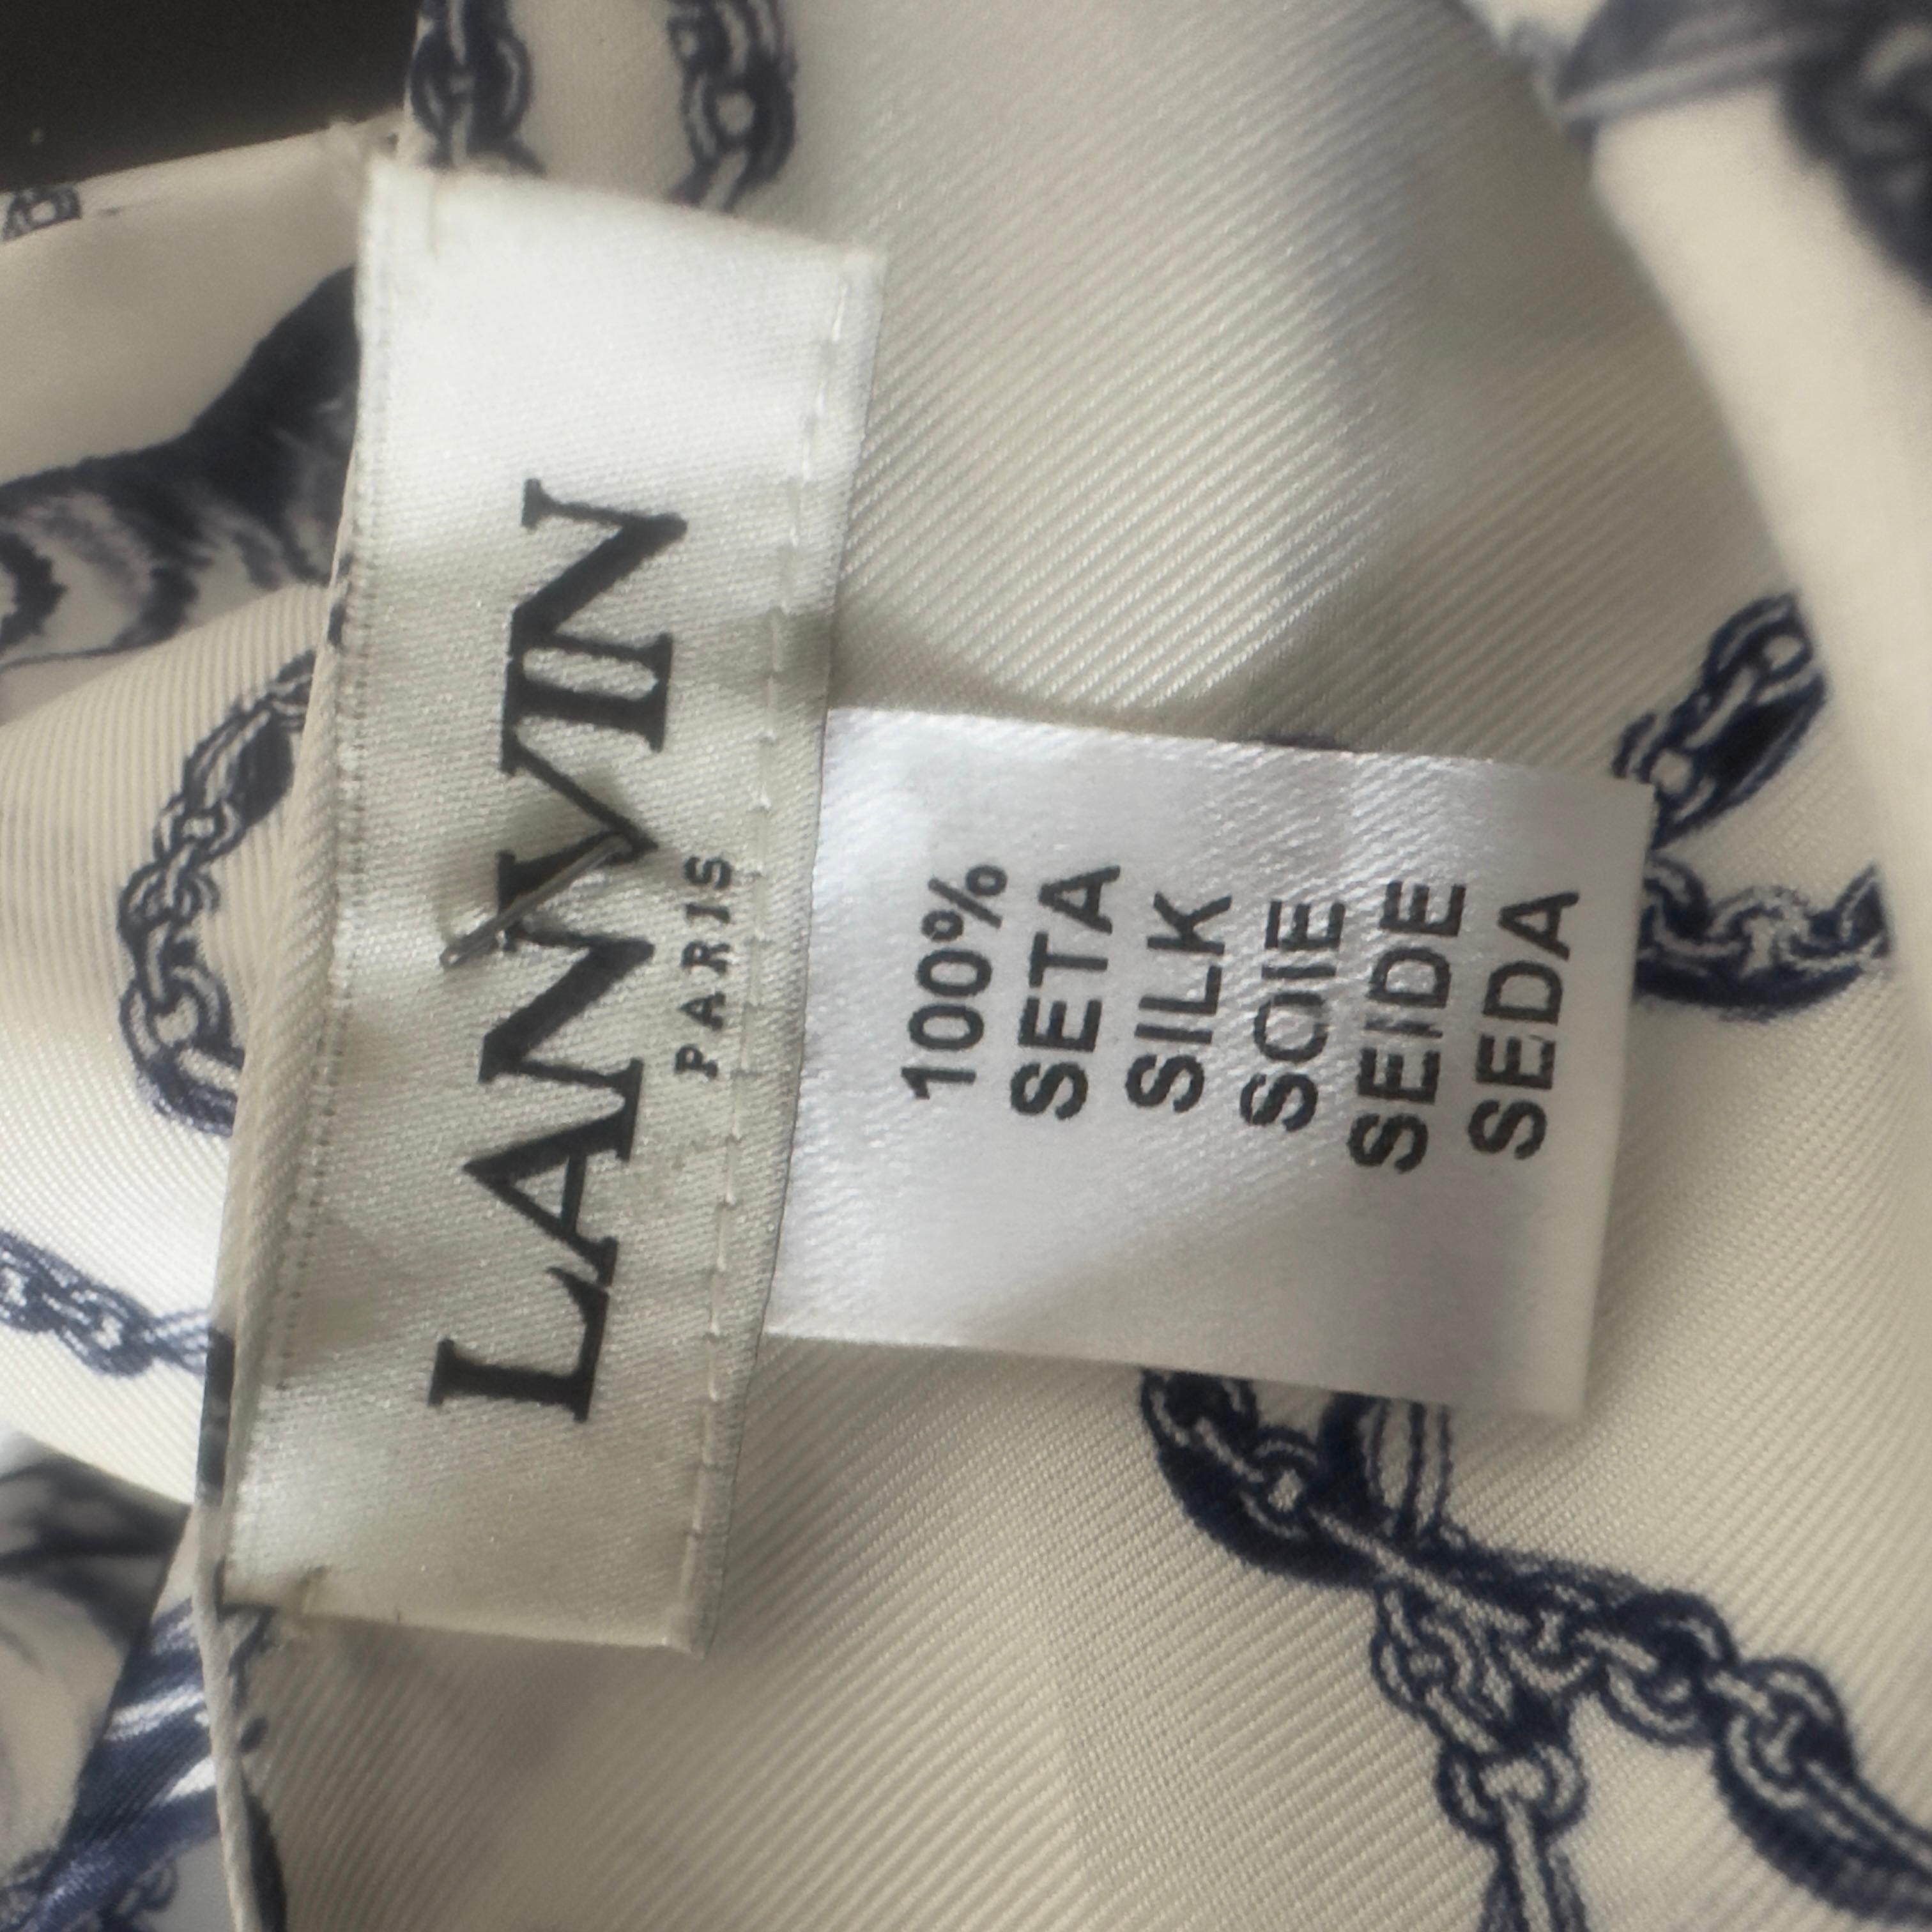 LANVIN
PARIS
100%
SETA
SILK
SOIE
SEIDE
SEDA